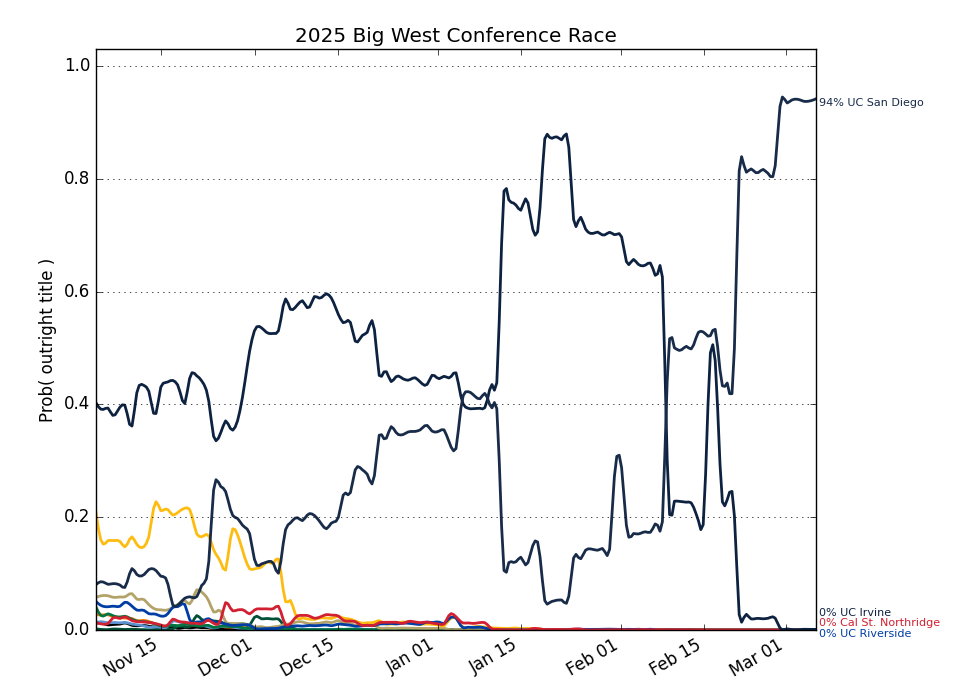 2025 Big West Conference Race
Prob( outright title )
1.0
0.8
0.6
0.4
0.2
0.0
Nov 15
Dec 01
Dec 15
Jan 01
Jan 15
Feb 01
Feb 15
Mar 01
94% UC San Diego
0% UC Irvine
0% Cal St. Northridge
0% UC Riverside